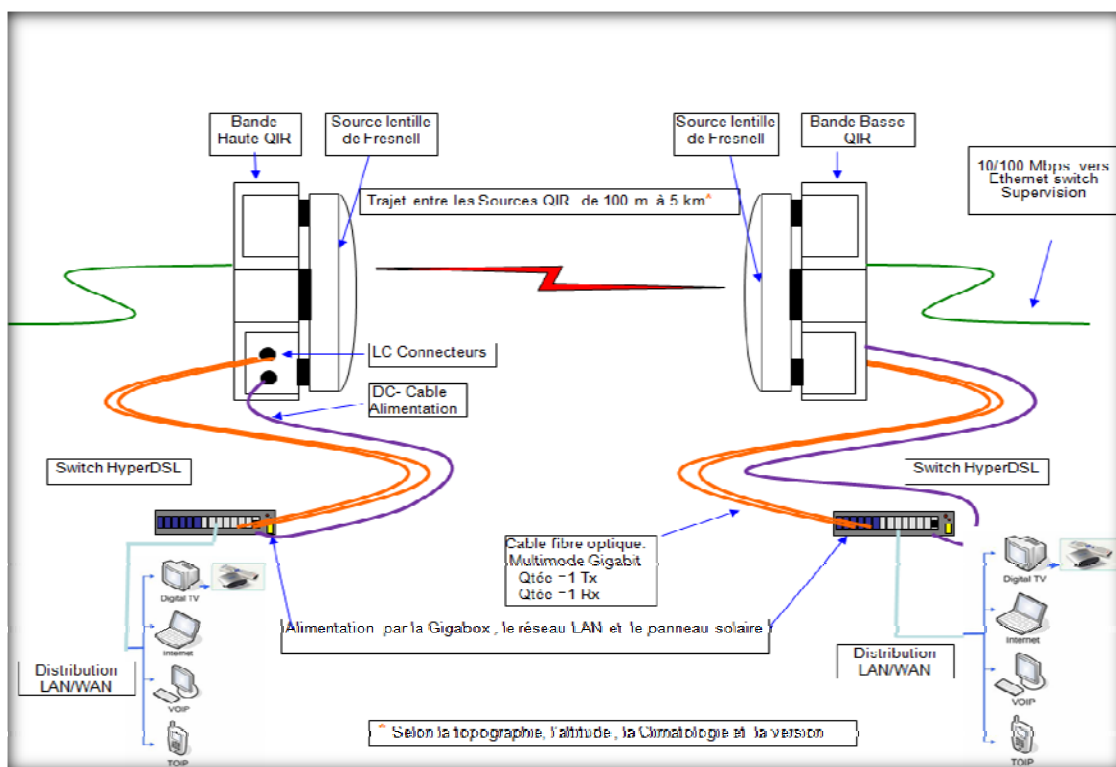 Bande
Haute QIR
Source lentille
de Fresnell
Source lentille
de Fresnell
Bande Basse
QIR
10/100 Mbps vers
Ethernet switch
Supervision
Trajet entre les Sources QIR de 100 m à 5 km*
LC Connecteurs
DC- Cable
Alimentation
Switch HyperDSL
Switch HyperDSL
Cable fibre optique.
Multimode Gigabit
Qtée =1 Tx
Qtée =1 Rx
Digital TV
Internet
VOIP
TOIP
Alimentation par la Gigabox, le réseau LAN et le panneau solaire
Digital TV
Internet
VOIP
TOIP
Distribution
LAN/WAN
Distribution
LAN/WAN
* Selon la topographie, l'altitude, la Climatologie et la version